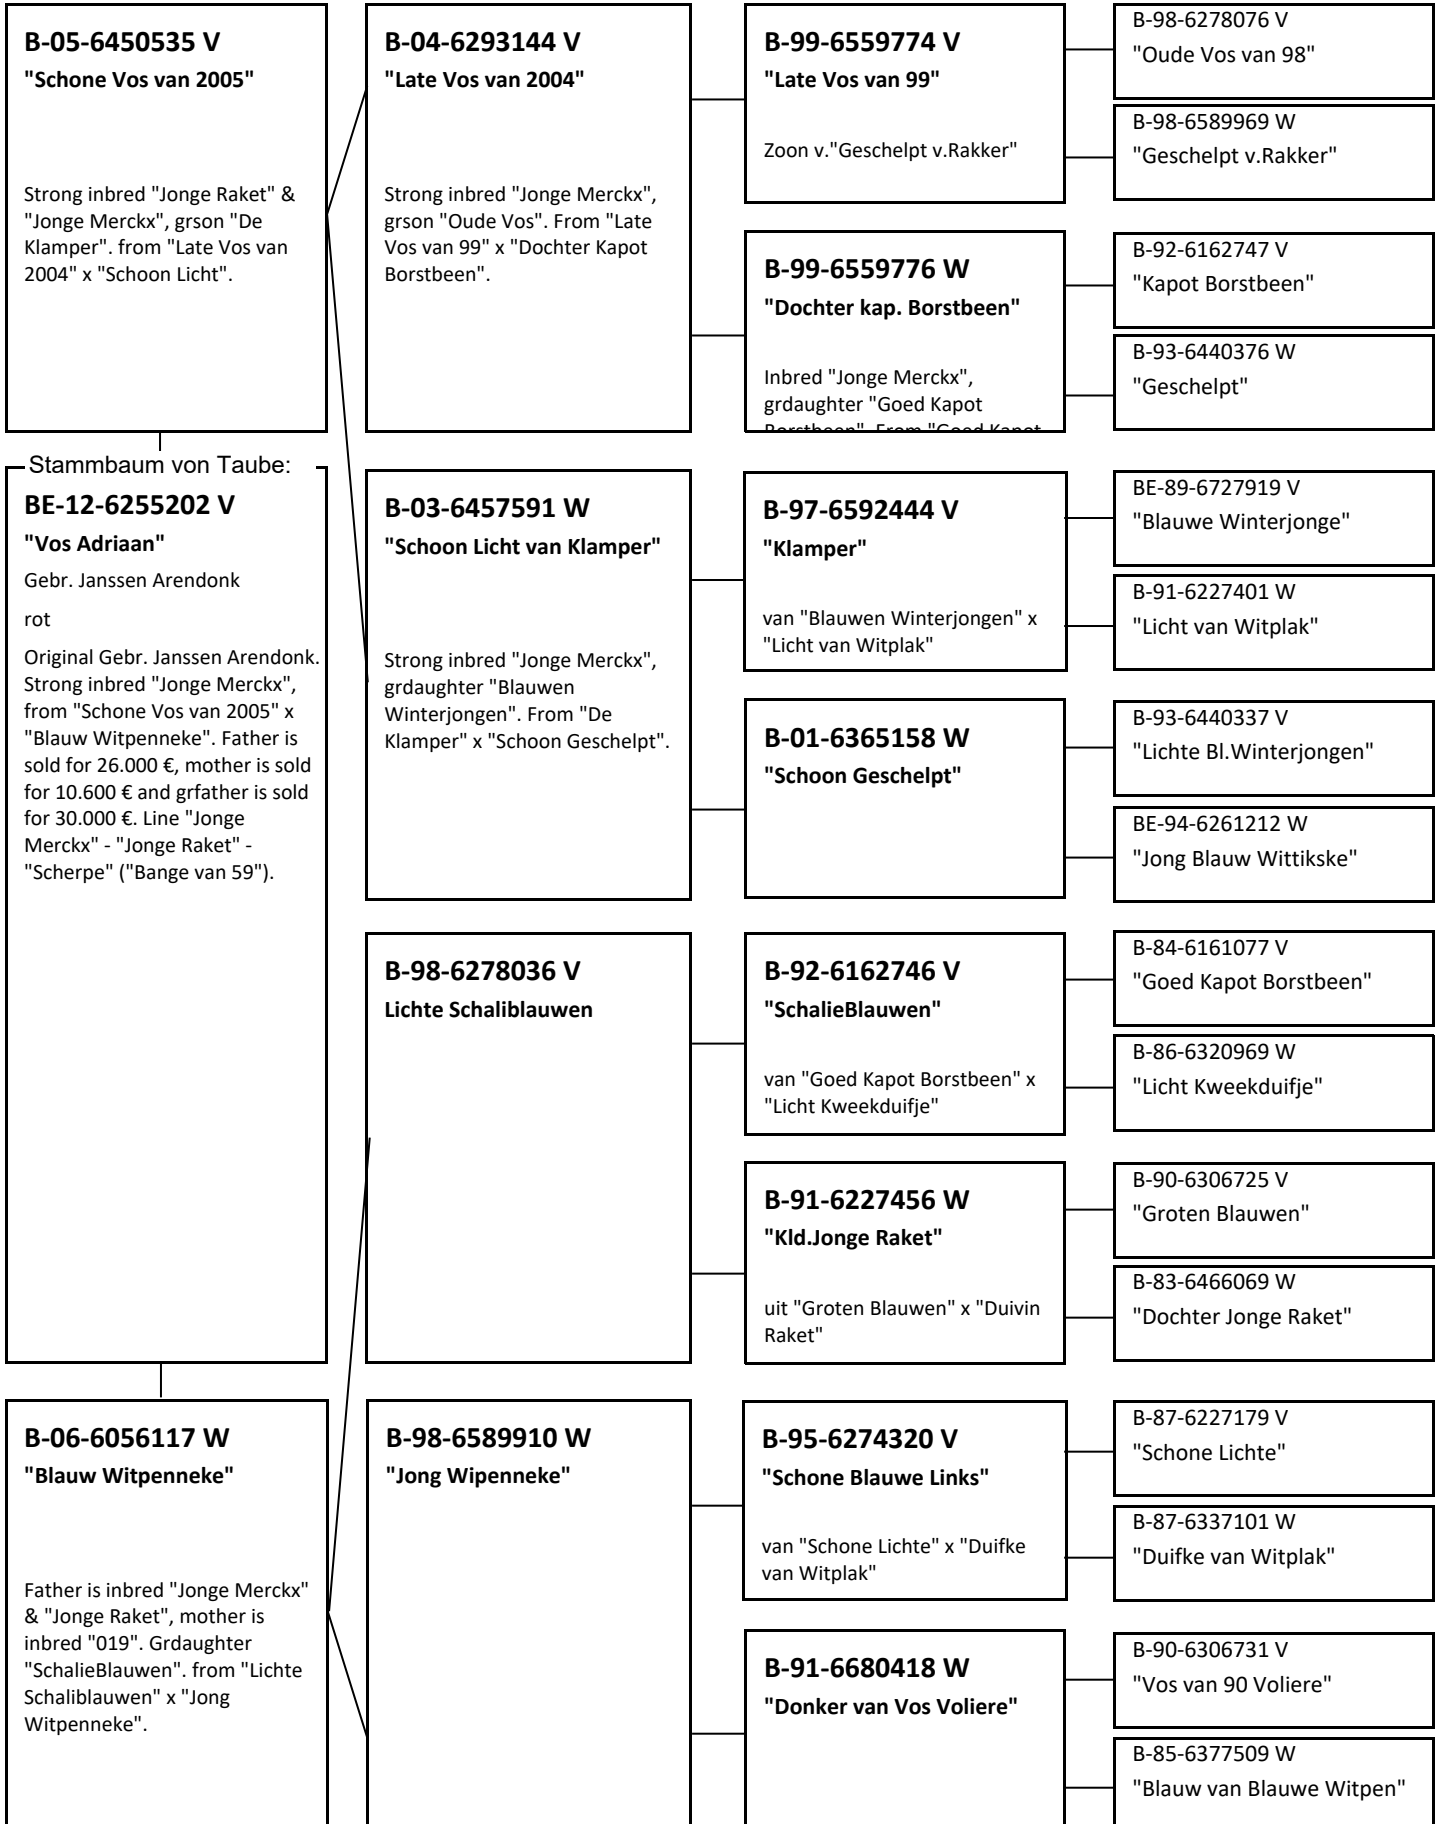 B-05-6450535 V
"Schone Vos van 2005"
Strong inbred "Jonge Raket" &
"Jonge Merckx", grson "De
Klamper". from "Late Vos van
2004" x "Schoon Licht".
Stammbaum von Taube:
BE-12-6255202 V
"Vos Adriaan"
Gebr. Janssen Arendonk
rot
Original Gebr. Janssen Arendonk.
Strong inbred "Jonge Merckx",
from "Schone Vos van 2005" x
"Blauw Witpenneke". Father is
sold for 26.000 €, mother is sold
for 10.600 € and grfather is sold
for 30.000 €. Line "Jonge
Merckx" - "Jonge Raket" -
"Scherpe" ("Bange van 59").
B-06-6056117 W
"Blauw Witpenneke"
Father is inbred "Jonge Merckx"
& "Jonge Raket", mother is
inbred "019". Grdaughter
"SchalieBlauwen". from "Lichte
Schaliblauwen" x "Jong
Witpenneke".
B-04-6293144 V
"Late Vos van 2004"
Strong inbred "Jonge Merckx",
grson "Oude Vos". From "Late
Vos van 99" x "Dochter Kapot
Borstbeen".
B-03-6457591 W
"Schoon Licht van Klamper"
Strong inbred "Jonge Merckx",
grdaughter "Blauwen
Winterjongen". From "De
Klamper" x "Schoon Geschelpt".
B-98-6278036 V
Lichte Schaliblauwen
B-98-6589910 W
"Jong Wipenneke"
B-99-6559774 V
"Late Vos van 99"
Zoon v."Geschelpt v.Rakker"
B-99-6559776 W
"Dochter kap. Borstbeen"
Inbred "Jonge Merckx",
grdaughter "Goed Kapot
Borstbeen". From "Goed Kapot
B-97-6592444 V
"Klamper"
van "Blauwen Winterjongen" x
"Licht van Witplak"
B-01-6365158 W
"Schoon Geschelpt"
B-92-6162746 V
"SchalieBlauwen"
van "Goed Kapot Borstbeen" x
"Licht Kweekduifje"
B-91-6227456 W
"Kld.Jonge Raket"
uit "Groten Blauwen" x "Duivin
Raket"
B-95-6274320 V
"Schone Blauwe Links"
van "Schone Lichte" x "Duifke
van Witplak"
B-91-6680418 W
"Donker van Vos Voliere"
B-98-6278076 V
"Oude Vos van 98"
B-98-6589969 W
"Geschelpt v.Rakker"
B-92-6162747 V
"Kapot Borstbeen"
B-93-6440376 W
"Geschelpt"
BE-89-6727919 V
"Blauwe Winterjonge"
B-91-6227401 W
"Licht van Witplak"
B-93-6440337 V
"Lichte Bl.Winterjongen"
BE-94-6261212 W
"Jong Blauw Wittikske"
B-84-6161077 V
"Goed Kapot Borstbeen"
B-86-6320969 W
"Licht Kweekduifje"
B-90-6306725 V
"Groten Blauwen"
B-83-6466069 W
"Dochter Jonge Raket"
B-87-6227179 V
"Schone Lichte"
B-87-6337101 W
"Duifke van Witplak"
B-90-6306731 V
"Vos van 90 Voliere"
B-85-6377509 W
"Blauw van Blauwe Witpen"